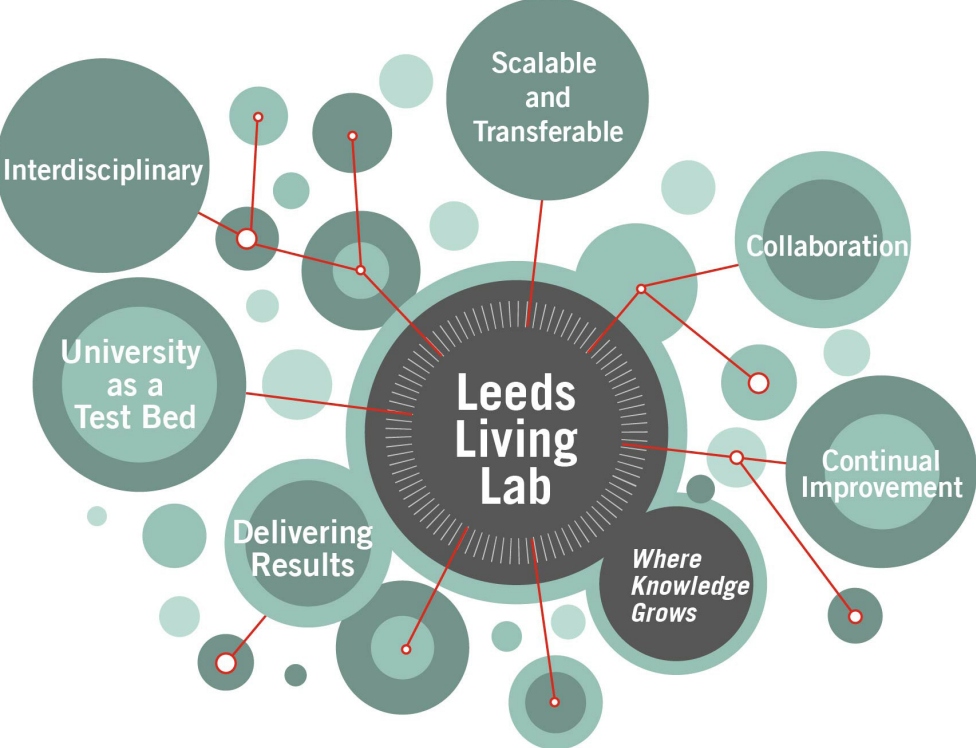 Scalable
and
Transferable
Interdisciplinary
Collaboration
University
as a
Test Bed
Leeds
Living
Lab
Continual
Improvement
Delivering
Results
Where
Knowledge
Grows